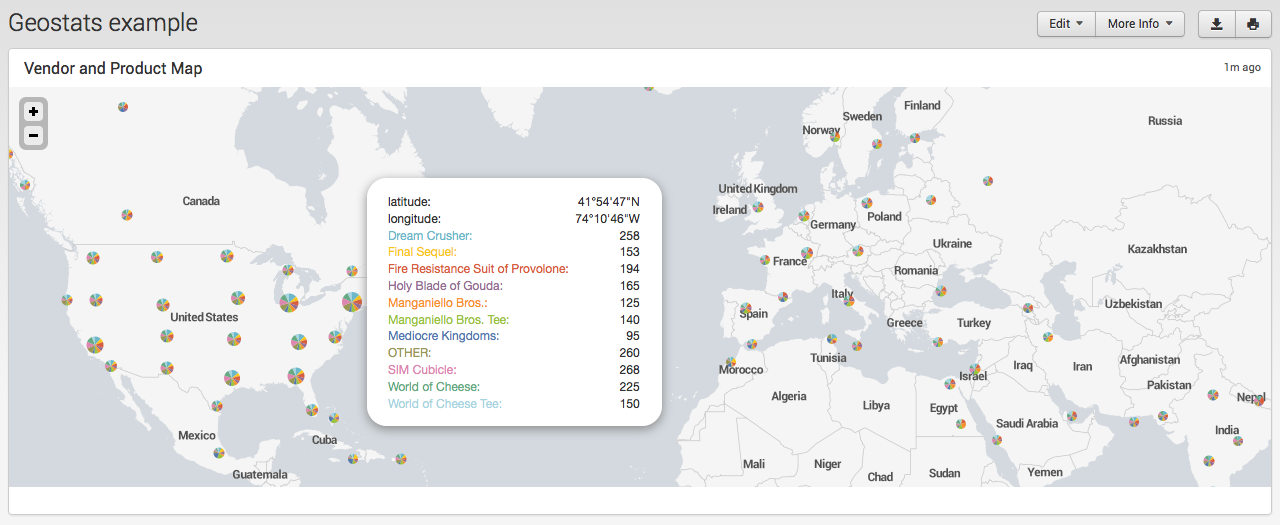 Geostats example
Edit
More Info
Vendor and Product Map
1m ago
+
−
Finland
Sweden
Russia
Norway
United Kingdom
Canada
Ireland
Poland
Germany
Ukraine
Kazakhstan
France
Romania
Italy
Uzbekistan
United States
Spain
Greece
Turkey
Tunisia
Afghanistan
Iraq
Iran
Morocco
Israel
Pakistan
Algeria
Nepal
Libya
Egypt
Saudi Arabia
India
Mexico
Cuba
Mali
Niger
Chad
Sudan
Yemen
Guatemala
latitude: 41°54'47"N
longitude: 74°10'46"W
Dream Crusher: 258
Final Sequel: 153
Fire Resistance Suit of Provolone: 194
Holy Blade of Gouda: 165
Manganiello Bros.: 125
Manganiello Bros. Tee: 140
Mediocre Kingdoms: 95
OTHER: 260
SIM Cubicle: 268
World of Cheese: 225
World of Cheese Tee: 150